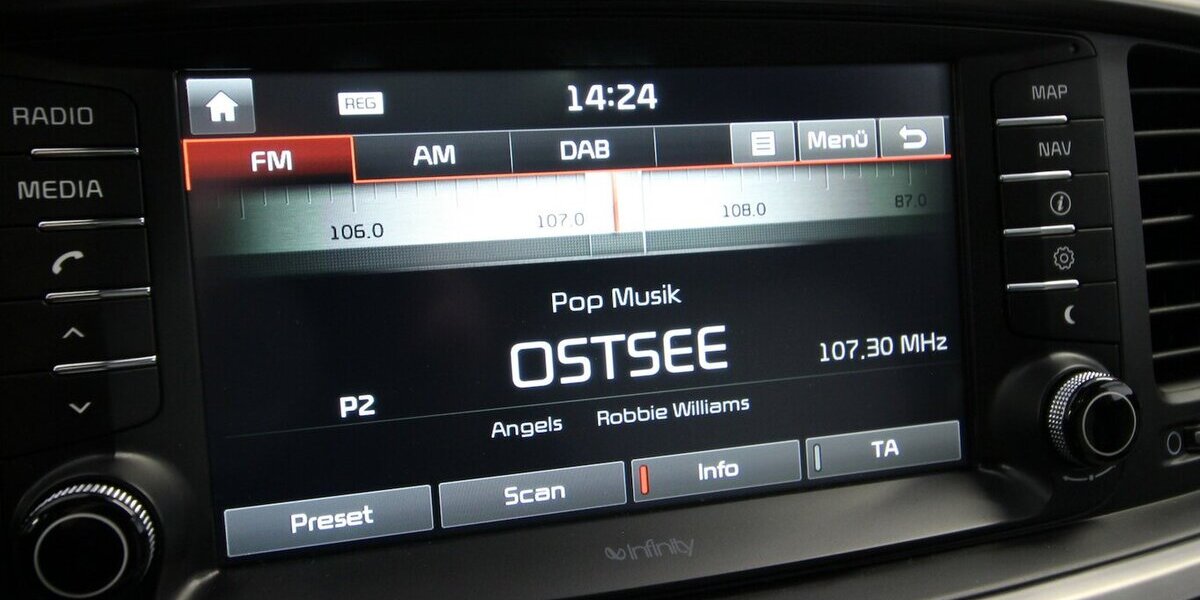 RADIO
MEDIA
REG
14:24
FM AM DAB Menü
106.0 107.0 108.0 87.0
Pop Musik
OSTSEE
107.30 MHz
P2
Angels Robbie Williams
Preset Scan Info TA
infinity
MAP
NAV